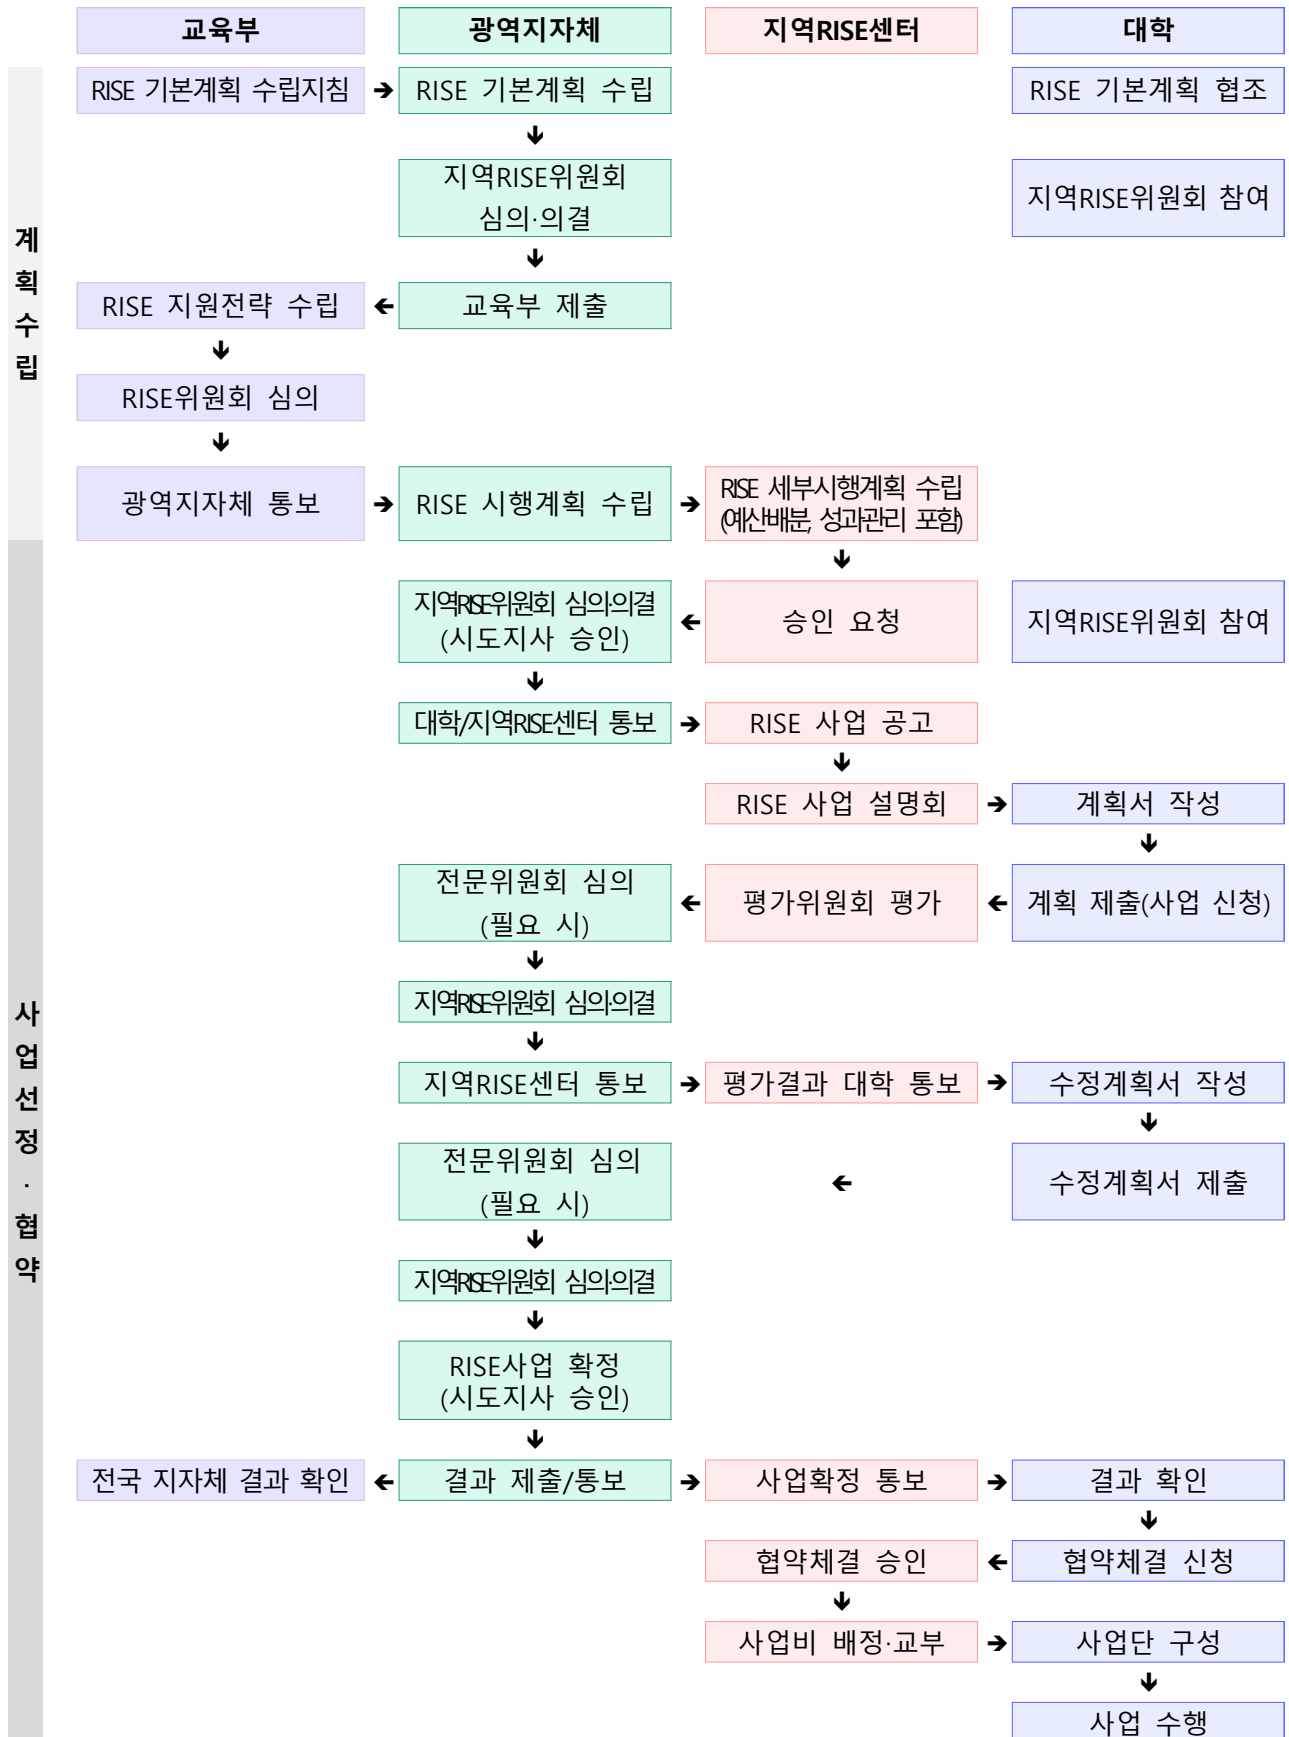 교육부
광역지자체
지역RISE센터
대학
계획수립
RISE 기본계획 수립지침
RISE 기본계획 수립
RISE 기본계획 협조
지역RISE위원회
심의·의결
지역RISE위원회 참여
RISE 지원전략 수립
교육부 제출
RISE위원회 심의
광역지자체 통보
RISE 시행계획 수립
RISE 세부시행계획 수립
(예산배분, 성과관리 포함)
사업선정·협약
지역RISE위원회 심의·의결
(시도지사 승인)
승인 요청
지역RISE위원회 참여
대학/지역RISE센터 통보
RISE 사업 공고
RISE 사업 설명회
계획서 작성
전문위원회 심의
(필요 시)
평가위원회 평가
계획 제출(사업 신청)
지역RISE위원회 심의·의결
지역RISE센터 통보
평가결과 대학 통보
수정계획서 작성
전문위원회 심의
(필요 시)
수정계획서 제출
지역RISE위원회 심의·의결
RISE사업 확정
(시도지사 승인)
전국 지자체 결과 확인
결과 제출/통보
사업확정 통보
결과 확인
협약체결 승인
협약체결 신청
사업비 배정·교부
사업단 구성
사업 수행